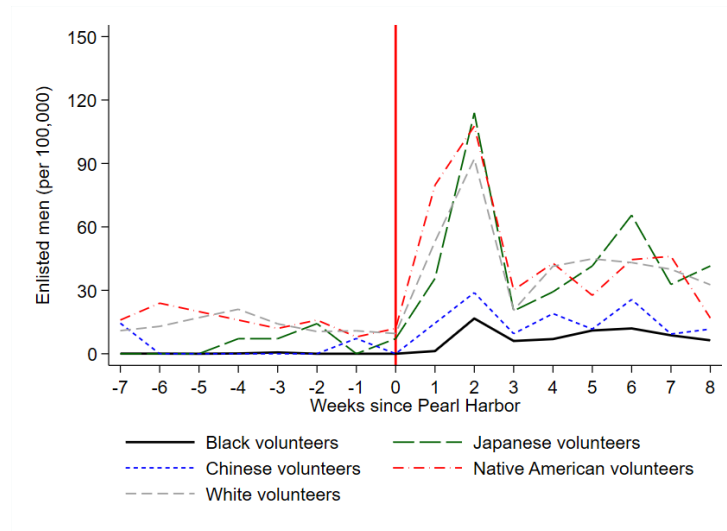 Enlisted men (per 100,000)
150
120
90
60
30
0
-7 -6 -5 -4 -3 -2 -1 0 1 2 3 4 5 6 7 8
Weeks since Pearl Harbor
Black volunteers
Japanese volunteers
Chinese volunteers
Native American volunteers
White volunteers